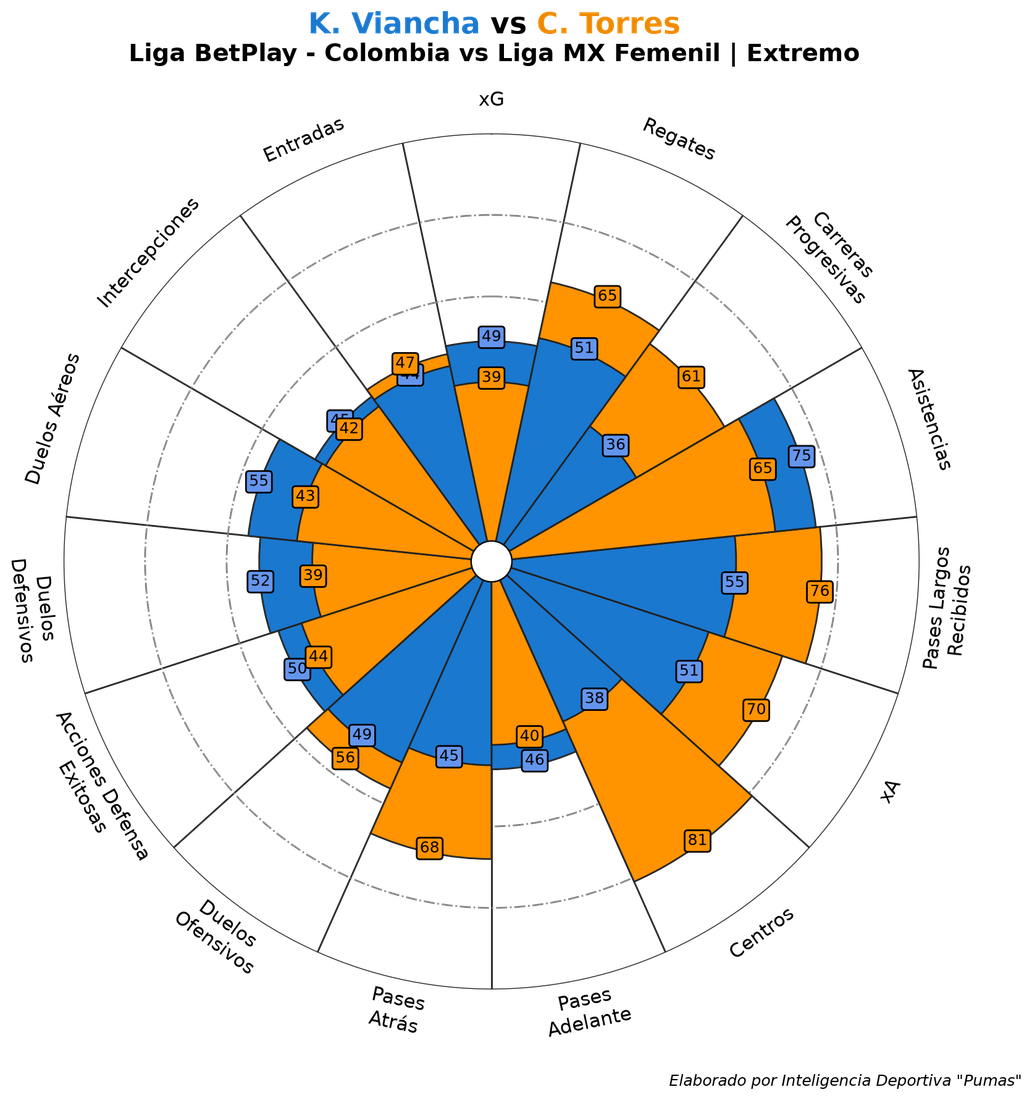 K. Viancha vs C. Torres
Liga BetPlay - Colombia vs Liga MX Femenil | Extremo
xG
49
39
Regates
65
51
Carreras
Progresivas
61
36
Asistencias
75
65
Pases Largos
Recibidos
55
76
xA
51
70
Centros
38
81
Pases
Adelante
40
46
Pases
Atrás
45
68
Duelos
Ofensivos
49
56
Acciones Defensa
Exitosas
50
44
Duelos
Defensivos
52
39
Duelos Aéreos
55
43
Intercepciones
42
Entradas
47
Elaborado por Inteligencia Deportiva "Pumas"